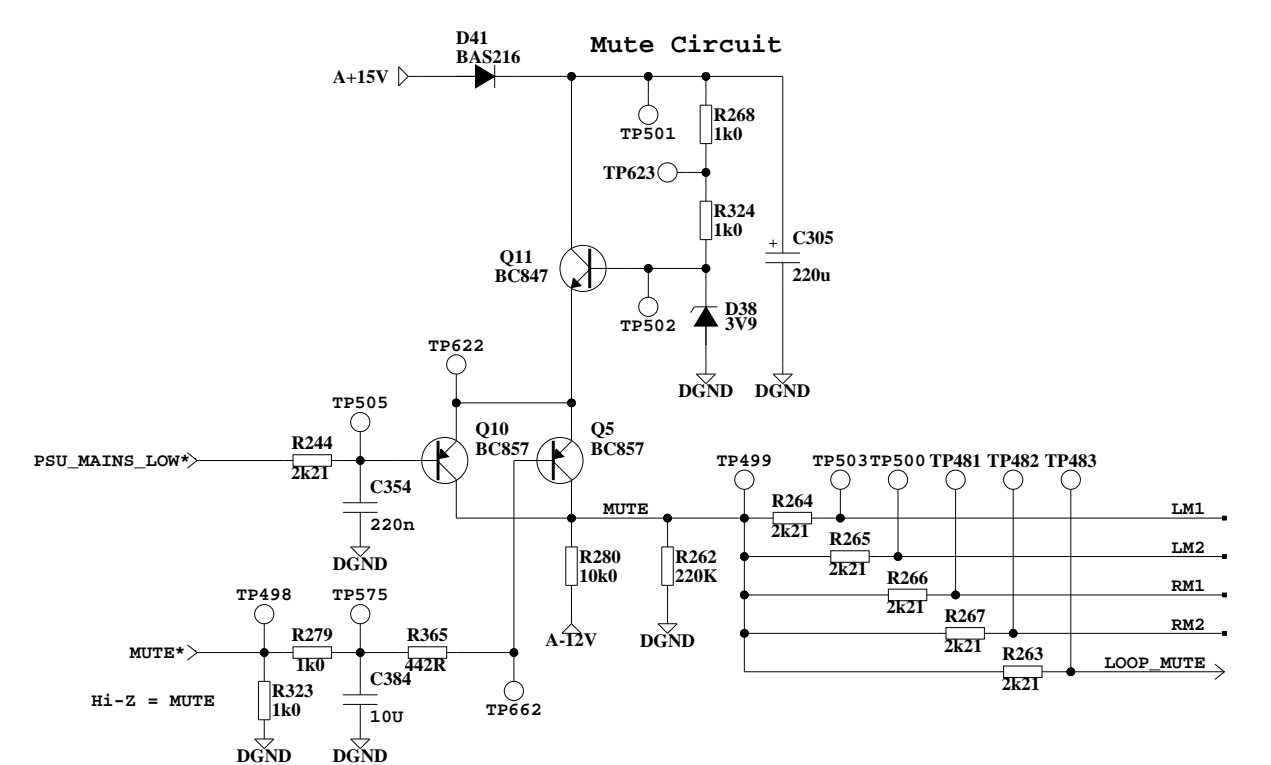 D41
BAS216
Mute Circuit
A+15V
TP501
R268
1k0
TP623
R324
1k0
C305
+
220u
Q11
BC847
TP502
D38
3V9
DGND
DGND
TP622
TP505
Q10
BC857
Q5
BC857
PSU_MAINS_LOW*
R244
2k21
C354
220n
DGND
TP499
TP503
TP500
TP481
TP482
TP483
MUTE
R264
2k21
LM1
R280
10k0
R262
220K
R265
2k21
LM2
R266
2k21
RM1
A-12V
DGND
R267
2k21
RM2
R263
2k21
LOOP_MUTE
TP498
TP575
MUTE*
R279
1k0
R365
442R
Hi-Z = MUTE
R323
1k0
C384
10U
TP662
DGND
DGND